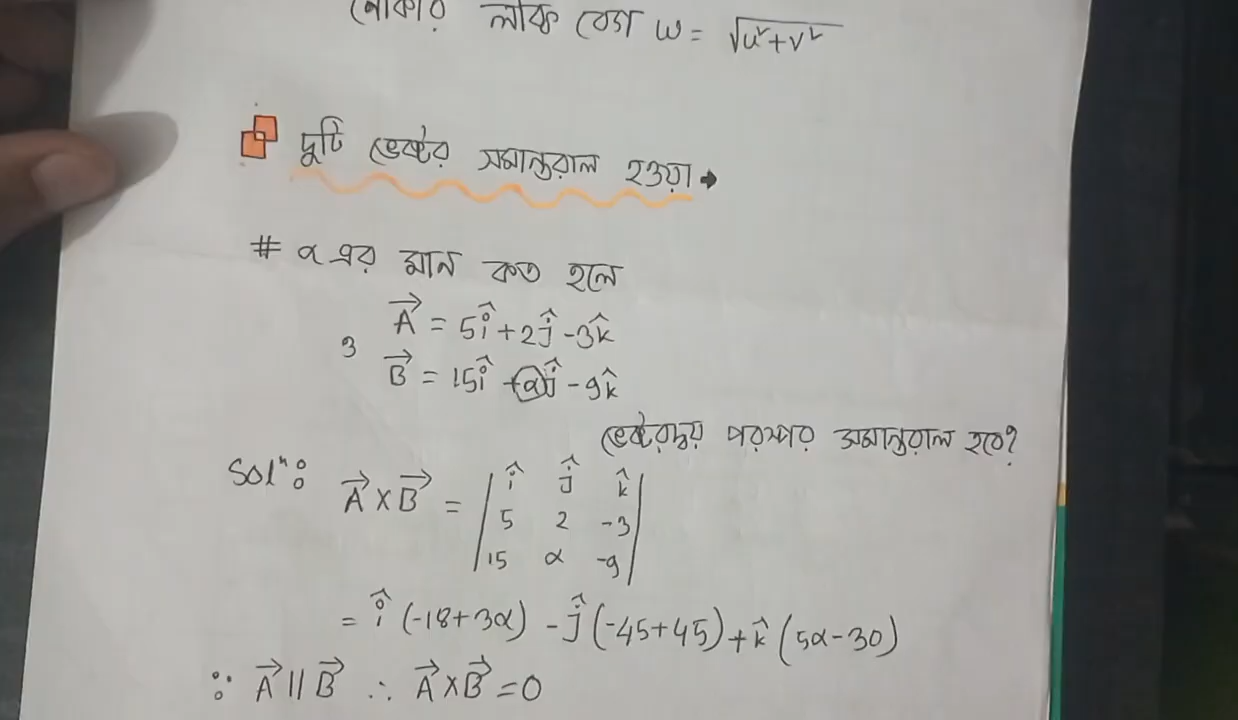 নৌকার লব্ধি বেগ w = √u²+v²
দুটি ভেক্টর সমান্তরাল হওয়া →
# α এর মান কত হলে
A⃗ = 5î + 2ĵ - 3k̂
ও
B⃗ = 15î + αĵ - 9k̂
ভেক্টরদ্বয় পরস্পর সমান্তরাল হবে?
Solⁿ: A⃗ × B⃗ = | î ĵ k̂ |
5 2 -3
15 α -9
= î (-18+3α) - ĵ (-45+45) + k̂ (5α-30)
∵ A⃗ || B⃗ ∴ A⃗ × B⃗ = 0